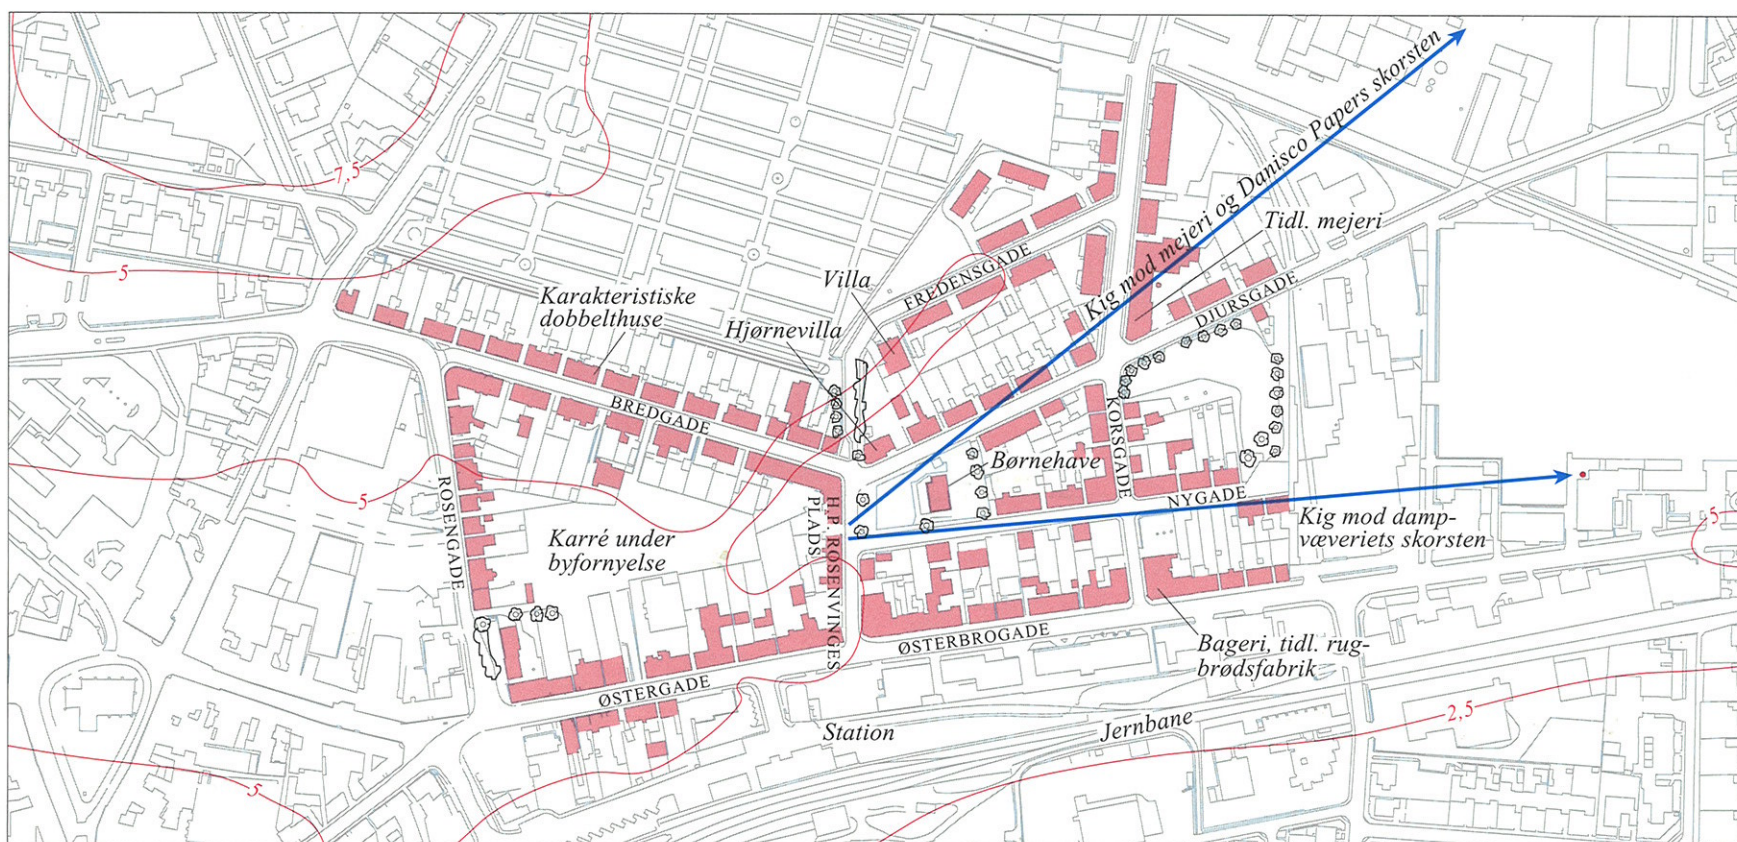 Kig mod mejeri og Danisco Papers skorsten
7,5
5
Tidl. mejeri
Villa
FREDENSGADE
Karakteristiske
dobbelthuse
Hjørnevilla
DJURSGADE
BREDGADE
KORSGADE
5
Børnehave
ROSENGADE
H.P. ROSENVINGES
PLADS
NYGADE
Kig mod damp-
væveriets skorsten
5
Karré under
byfornyelse
ØSTERBROGADE
Bageri, tidl. rug-
brødsfabrik
ØSTERGADE
Station
Jernbane
2,5
5